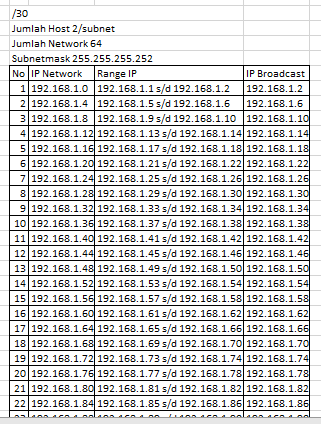 /30
Jumlah Host 2/subnet
Jumlah Network 64
Subnetmask 255.255.255.252
No IP Network Range IP IP Broadcast
1 192.168.1.0 192.168.1.1 s/d 192.168.1.2 192.168.1.2
2 192.168.1.4 192.168.1.5 s/d 192.168.1.6 192.168.1.6
3 192.168.1.8 192.168.1.9 s/d 192.168.1.10 192.168.1.10
4 192.168.1.12 192.168.1.13 s/d 192.168.1.14 192.168.1.14
5 192.168.1.16 192.168.1.17 s/d 192.168.1.18 192.168.1.18
6 192.168.1.20 192.168.1.21 s/d 192.168.1.22 192.168.1.22
7 192.168.1.24 192.168.1.25 s/d 192.168.1.26 192.168.1.26
8 192.168.1.28 192.168.1.29 s/d 192.168.1.30 192.168.1.30
9 192.168.1.32 192.168.1.33 s/d 192.168.1.34 192.168.1.34
10 192.168.1.36 192.168.1.37 s/d 192.168.1.38 192.168.1.38
11 192.168.1.40 192.168.1.41 s/d 192.168.1.42 192.168.1.42
12 192.168.1.44 192.168.1.45 s/d 192.168.1.46 192.168.1.46
13 192.168.1.48 192.168.1.49 s/d 192.168.1.50 192.168.1.50
14 192.168.1.52 192.168.1.53 s/d 192.168.1.54 192.168.1.54
15 192.168.1.56 192.168.1.57 s/d 192.168.1.58 192.168.1.58
16 192.168.1.60 192.168.1.61 s/d 192.168.1.62 192.168.1.62
17 192.168.1.64 192.168.1.65 s/d 192.168.1.66 192.168.1.66
18 192.168.1.68 192.168.1.69 s/d 192.168.1.70 192.168.1.70
19 192.168.1.72 192.168.1.73 s/d 192.168.1.74 192.168.1.74
20 192.168.1.76 192.168.1.77 s/d 192.168.1.78 192.168.1.78
21 192.168.1.80 192.168.1.81 s/d 192.168.1.82 192.168.1.82
22 192.168.1.84 192.168.1.85 s/d 192.168.1.86 192.168.1.86